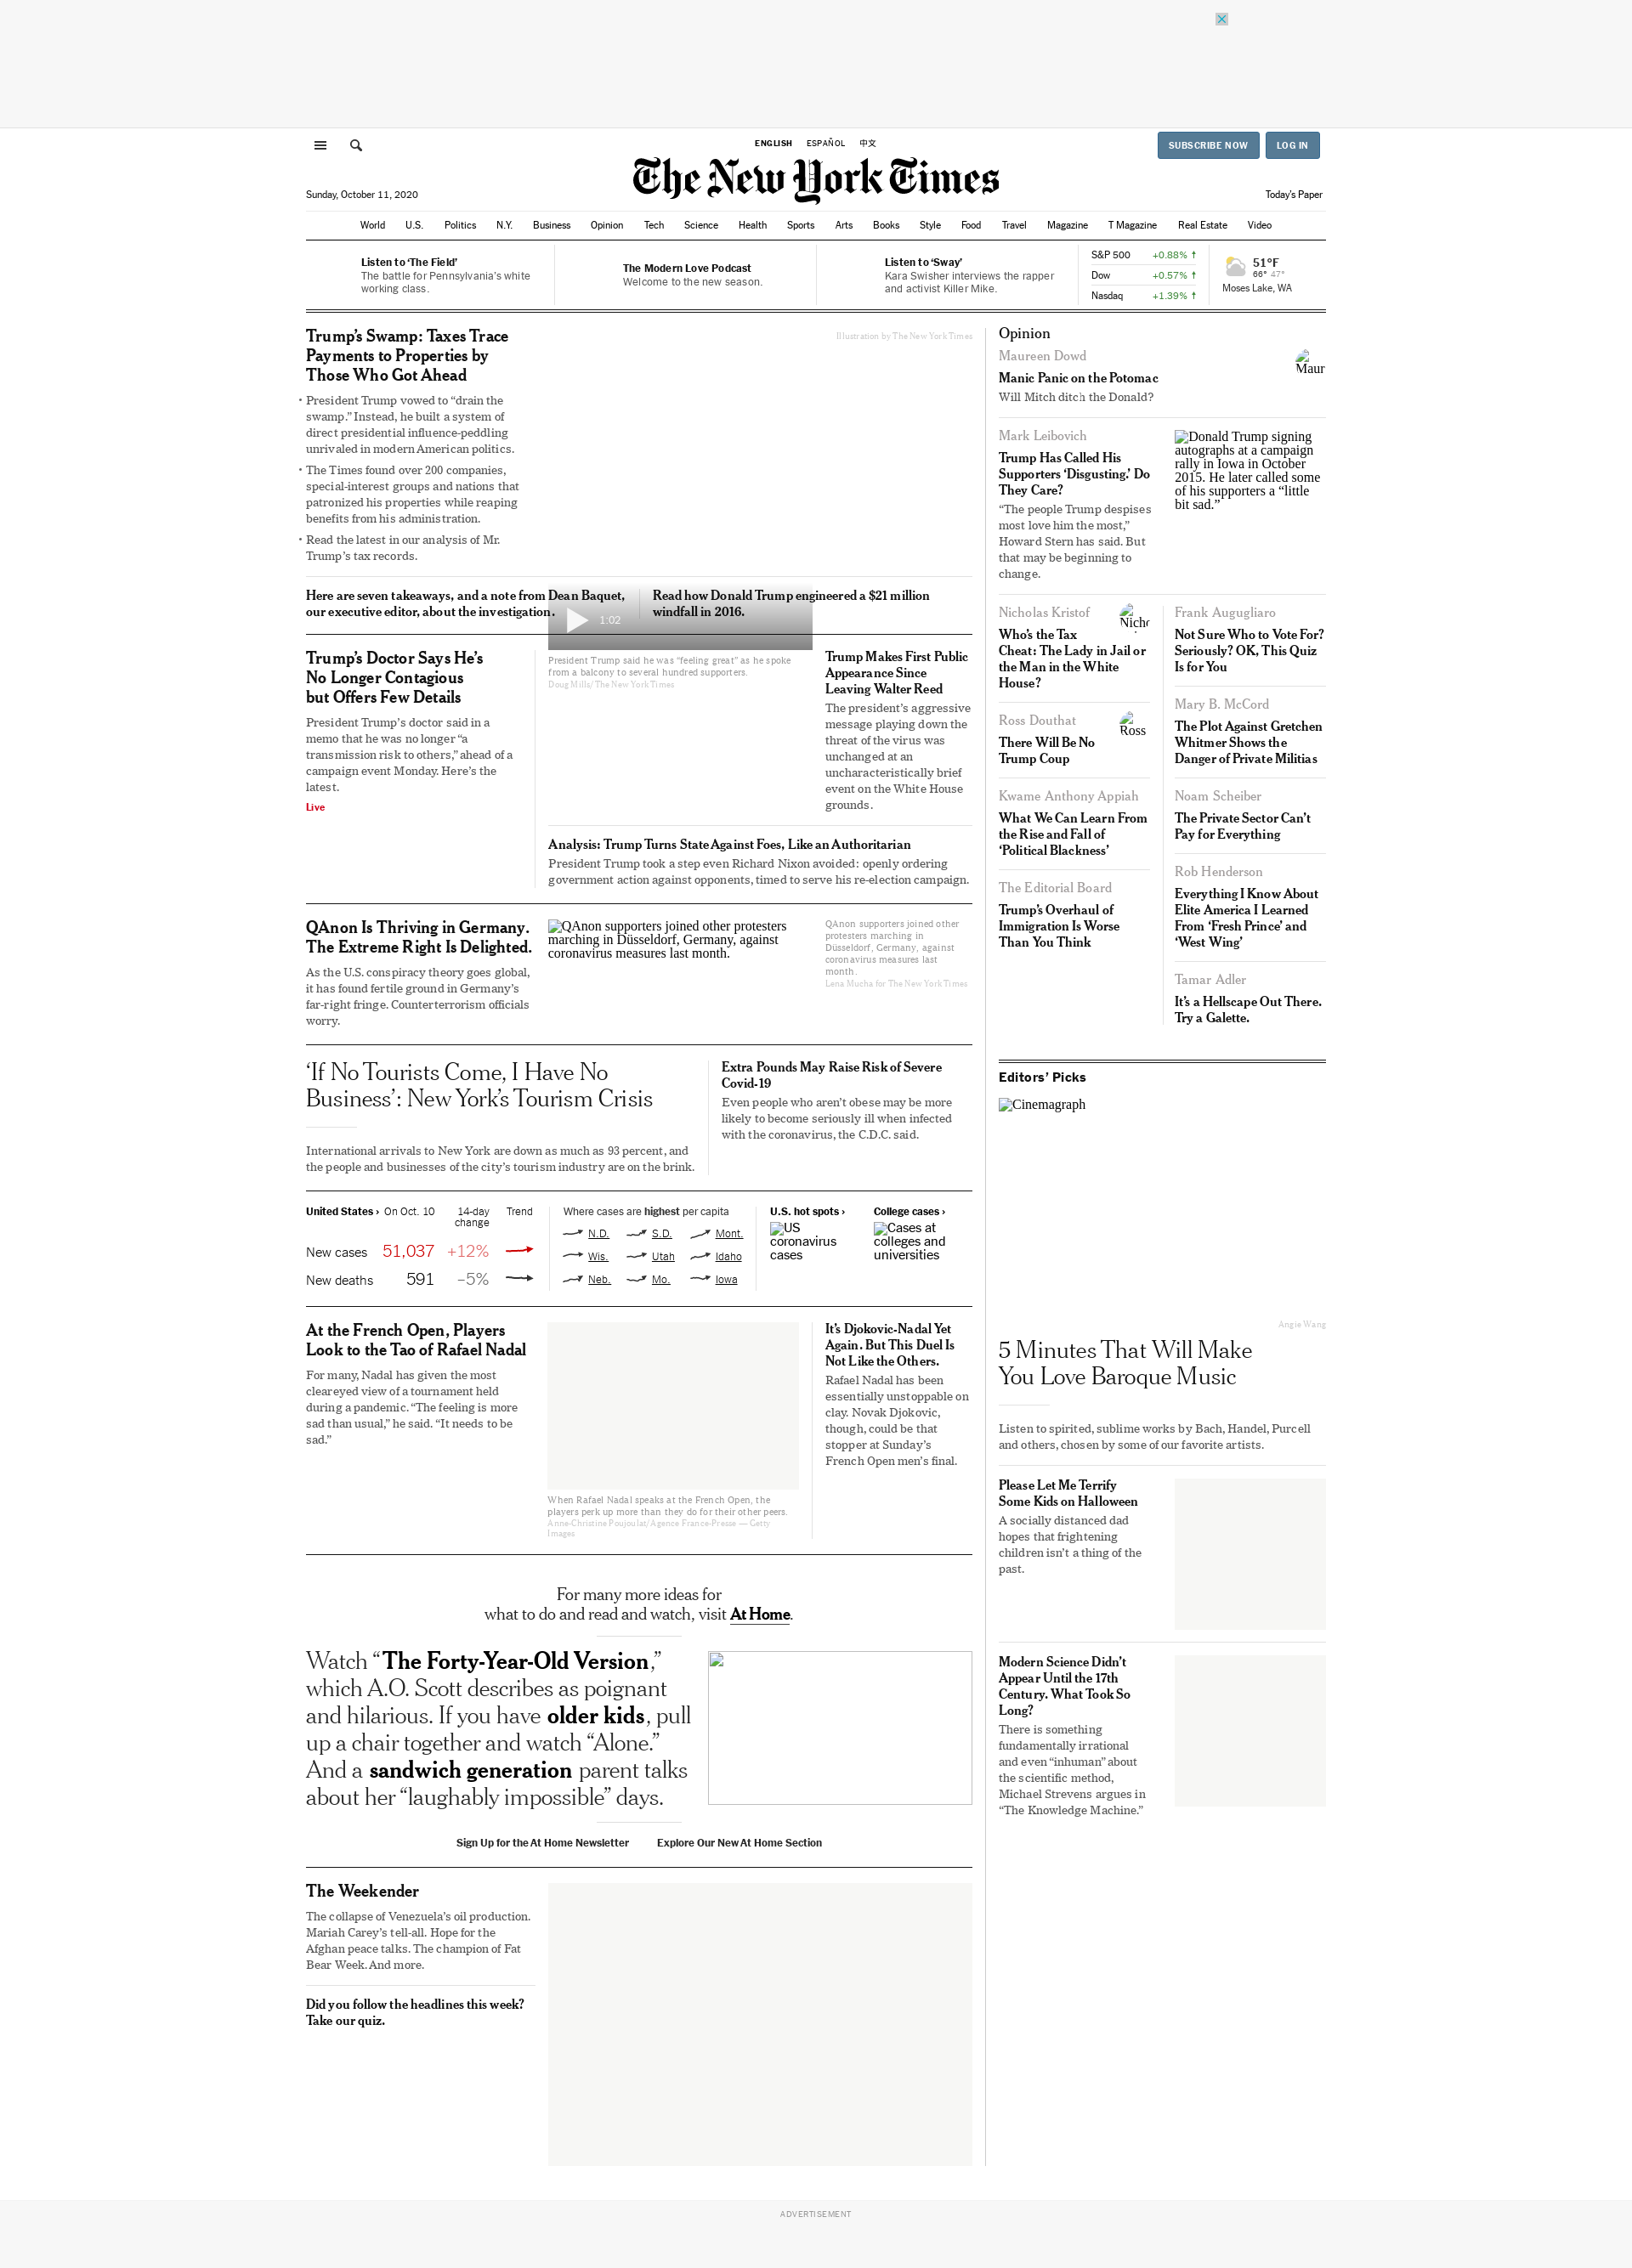 ENGLISH ESPAÑOL 中文
SUBSCRIBE NOW LOG IN
The New York Times
Sunday, October 11, 2020
Today's Paper
World U.S. Politics N.Y. Business Opinion Tech Science Health Sports Arts Books Style Food Travel Magazine T Magazine Real Estate Video
Listen to ‘The Field’
The battle for Pennsylvania’s white
working class.
The Modern Love Podcast
Welcome to the new season.
Listen to ‘Sway’
Kara Swisher interviews the rapper
and activist Killer Mike.
S&P 500 +0.88% ↑
Dow +0.57% ↑
Nasdaq +1.39% ↑
51°F
66° 47°
Moses Lake, WA
Trump’s Swamp: Taxes Trace
Payments to Properties by
Those Who Got Ahead
• President Trump vowed to “drain the
swamp.” Instead, he built a system of
direct presidential influence-peddling
unrivaled in modern American politics.
• The Times found over 200 companies,
special-interest groups and nations that
patronized his properties while reaping
benefits from his administration.
• Read the latest in our analysis of Mr.
Trump’s tax records.
Illustration by The New York Times
Here are seven takeaways, and a note from Dean Baquet,
our executive editor, about the investigation.
Read how Donald Trump engineered a $21 million
windfall in 2016.
1:02
Trump’s Doctor Says He’s
No Longer Contagious
but Offers Few Details
President Trump’s doctor said in a
memo that he was no longer “a
transmission risk to others,” ahead of a
campaign event Monday. Here’s the
latest.
Live
President Trump said he was “feeling great” as he spoke
from a balcony to several hundred supporters.
Doug Mills/The New York Times
Trump Makes First Public
Appearance Since
Leaving Walter Reed
The president’s aggressive
message playing down the
threat of the virus was
unchanged at an
uncharacteristically brief
event on the White House
grounds.
Analysis: Trump Turns State Against Foes, Like an Authoritarian
President Trump took a step even Richard Nixon avoided: openly ordering
government action against opponents, timed to serve his re-election campaign.
QAnon Is Thriving in Germany.
The Extreme Right Is Delighted.
As the U.S. conspiracy theory goes global,
it has found fertile ground in Germany’s
far-right fringe. Counterterrorism officials
worry.
QAnon supporters joined other protesters
marching in Düsseldorf, Germany, against
coronavirus measures last month.
QAnon supporters joined other
protesters marching in
Düsseldorf, Germany, against
coronavirus measures last
month.
Lena Mucha for The New York Times
‘If No Tourists Come, I Have No
Business’: New York’s Tourism Crisis
International arrivals to New York are down as much as 93 percent, and
the people and businesses of the city’s tourism industry are on the brink.
Extra Pounds May Raise Risk of Severe
Covid-19
Even people who aren’t obese may be more
likely to become seriously ill when infected
with the coronavirus, the C.D.C. said.
United States › On Oct. 10 14-day
change Trend
New cases 51,037 +12%
New deaths 591 –5%
Where cases are highest per capita
N.D. S.D. Mont.
Wis. Utah Idaho
Neb. Mo. Iowa
U.S. hot spots ›
US
coronavirus
cases
College cases ›
Cases at
colleges and
universities
At the French Open, Players
Look to the Tao of Rafael Nadal
For many, Nadal has given the most
cleareyed view of a tournament held
during a pandemic. “The feeling is more
sad than usual,” he said. “It needs to be
sad.”
When Rafael Nadal speaks at the French Open, the
players perk up more than they do for their other peers.
Anne-Christine Poujoulat/Agence France-Presse — Getty
Images
It’s Djokovic-Nadal Yet
Again. But This Duel Is
Not Like the Others.
Rafael Nadal has been
essentially unstoppable on
clay. Novak Djokovic,
though, could be that
stopper at Sunday’s
French Open men’s final.
For many more ideas for
what to do and read and watch, visit At Home.
Watch “The Forty-Year-Old Version,”
which A.O. Scott describes as poignant
and hilarious. If you have older kids, pull
up a chair together and watch “Alone.”
And a sandwich generation parent talks
about her “laughably impossible” days.
Sign Up for the At Home Newsletter Explore Our New At Home Section
The Weekender
The collapse of Venezuela’s oil production.
Mariah Carey’s tell-all. Hope for the
Afghan peace talks. The champion of Fat
Bear Week. And more.
Did you follow the headlines this week?
Take our quiz.
Opinion
Maureen Dowd
Manic Panic on the Potomac
Will Mitch ditch the Donald?
Maur
Mark Leibovich
Trump Has Called His
Supporters ‘Disgusting.’ Do
They Care?
“The people Trump despises
most love him the most,”
Howard Stern has said. But
that may be beginning to
change.
Donald Trump signing
autographs at a campaign
rally in Iowa in October
2015. He later called some
of his supporters a “little
bit sad.”
Nicholas Kristof
Who’s the Tax
Cheat: The Lady in Jail or
the Man in the White
House?
Nicho
Ross Douthat
There Will Be No
Trump Coup
Ross
Kwame Anthony Appiah
What We Can Learn From
the Rise and Fall of
‘Political Blackness’
The Editorial Board
Trump’s Overhaul of
Immigration Is Worse
Than You Think
Frank Augugliaro
Not Sure Who to Vote For?
Seriously? OK, This Quiz
Is for You
Mary B. McCord
The Plot Against Gretchen
Whitmer Shows the
Danger of Private Militias
Noam Scheiber
The Private Sector Can’t
Pay for Everything
Rob Henderson
Everything I Know About
Elite America I Learned
From ‘Fresh Prince’ and
‘West Wing’
Tamar Adler
It’s a Hellscape Out There.
Try a Galette.
Editors’ Picks
Cinemagraph
Angie Wang
5 Minutes That Will Make
You Love Baroque Music
Listen to spirited, sublime works by Bach, Handel, Purcell
and others, chosen by some of our favorite artists.
Please Let Me Terrify
Some Kids on Halloween
A socially distanced dad
hopes that frightening
children isn’t a thing of the
past.
Modern Science Didn’t
Appear Until the 17th
Century. What Took So
Long?
There is something
fundamentally irrational
and even “inhuman” about
the scientific method,
Michael Strevens argues in
“The Knowledge Machine.”
ADVERTISEMENT